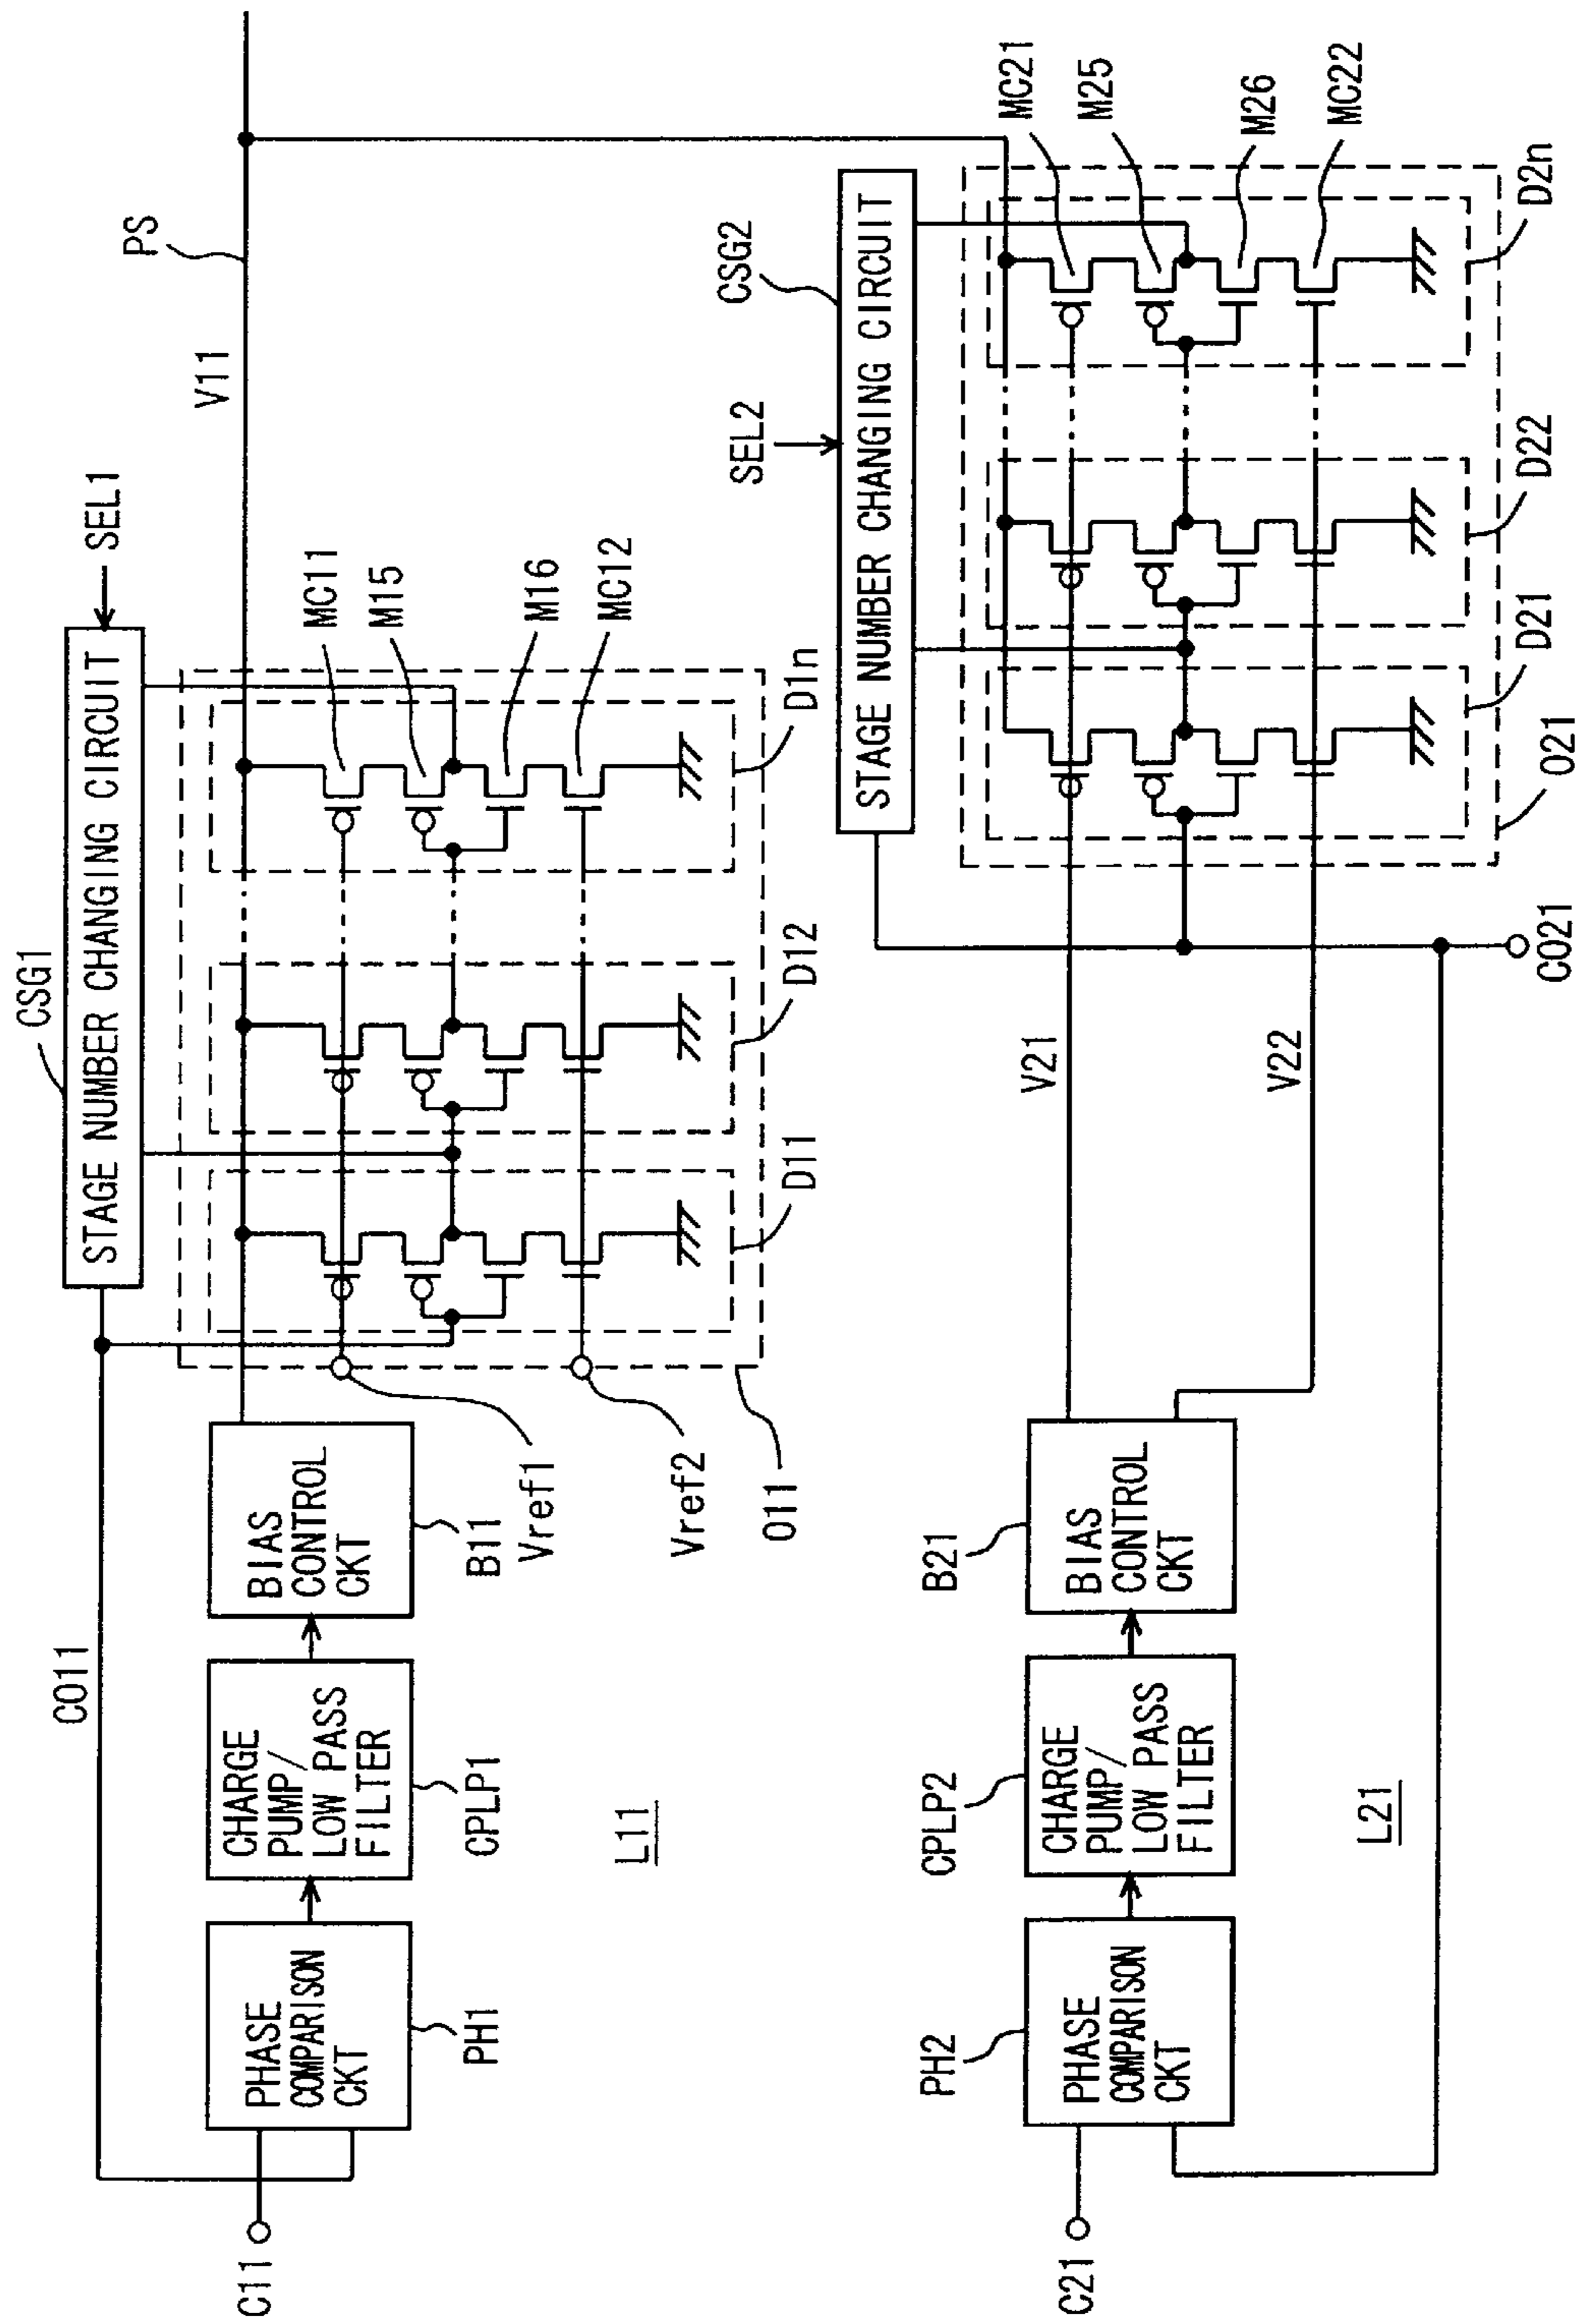 CSG1
STAGE NUMBER CHANGING CIRCUIT
SEL1
PS
V11
CO11
MC11
M15
M16
MC12
C11
PHASE
COMPARISON
CKT
PH1
CHARGE
PUMP/
LOW PASS
FILTER
CPLP1
BIAS
CONTROL
CKT
B11
Vref1
Vref2
O11
D11
D12
D1n
L11
CSG2
STAGE NUMBER CHANGING CIRCUIT
SEL2
MC21
M25
M26
MC22
C21
PHASE
COMPARISON
CKT
PH2
CHARGE
PUMP/
LOW PASS
FILTER
CPLP2
BIAS
CONTROL
CKT
B21
V21
V22
L21
CO21
O21
D21
D22
D2n